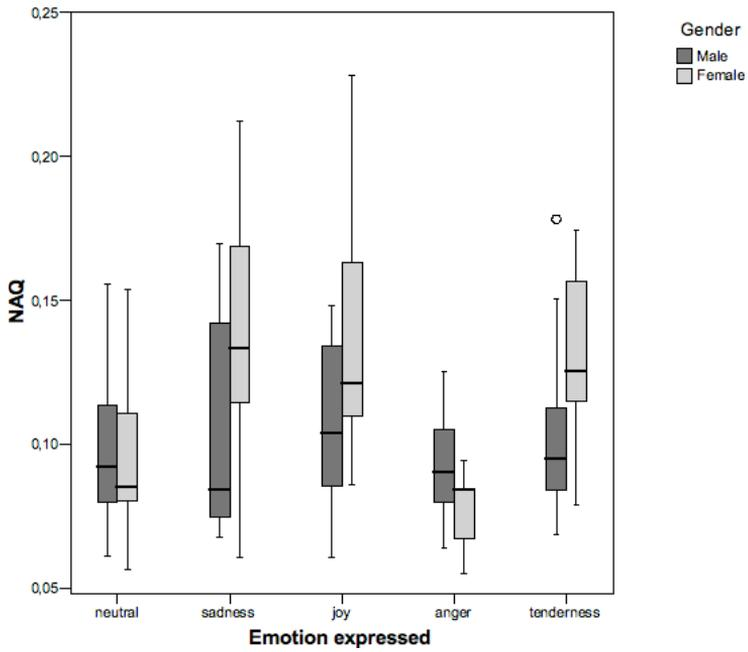 Gender
Male
Female
0,25
0,20
0,15
0,10
0,05
NAQ
neutral
sadness
joy
anger
tenderness
Emotion expressed